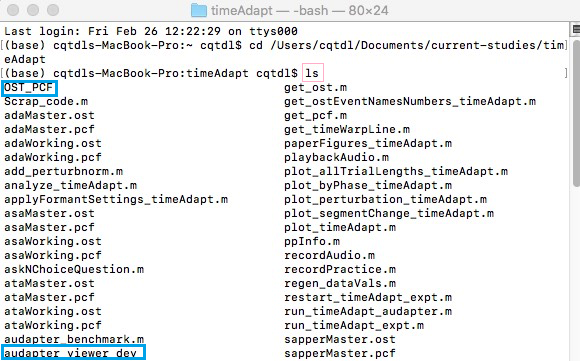 timeAdapt — -bash — 80×24
Last login: Fri Feb 26 12:22:29 on ttys000
[(base) cqtdls-MacBook-Pro:~ cqtdl$ cd /Users/cqtdl/Documents/current-studies/tim]
eAdapt
[(base) cqtdls-MacBook-Pro:timeAdapt cqtdl$ ls ]
OST_PCF get_ost.m
Scrap_code.m get_ostEventNamesNumbers_timeAdapt.m
adaMaster.ost get_pcf.m
adaMaster.pcf get_timeWarpLine.m
adaWorking.ost paperFigures_timeAdapt.m
adaWorking.pcf playbackAudio.m
add_perturbnorm.m plot_allTrialLengths_timeAdapt.m
analyze_timeAdapt.m plot_byPhase_timeAdapt.m
applyFormantSettings_timeAdapt.m plot_perturbation_timeAdapt.m
asaMaster.ost plot_segmentChange_timeAdapt.m
asaMaster.pcf plot_timeAdapt.m
asaWorking.ost ppInfo.m
asaWorking.pcf recordAudio.m
askNChoiceQuestion.m recordPractice.m
ataMaster.ost regen_dataVals.m
ataMaster.pcf restart_timeAdapt_expt.m
ataWorking.ost run_timeAdapt_audapter.m
ataWorking.pcf run_timeAdapt_expt.m
audapter_benchmark.m sapperMaster.ost
audapter_viewer_dev sapperMaster.pcf